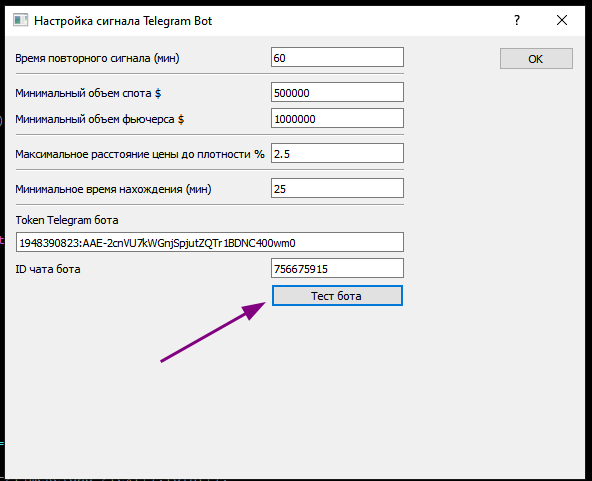 Настройка сигнала Telegram Bot
Время повторного сигнала (мин) 60
OK
Минимальный объем спота $ 500000
Минимальный объем фьючерса $ 1000000
Максимальное расстояние цены до плотности % 2.5
Минимальное время нахождения (мин) 25
Token Telegram бота
1948390823:AAE-2cnVU7kWGnjSpjutZQTr1BDNC400wm0
ID чата бота 756675915
Тест бота